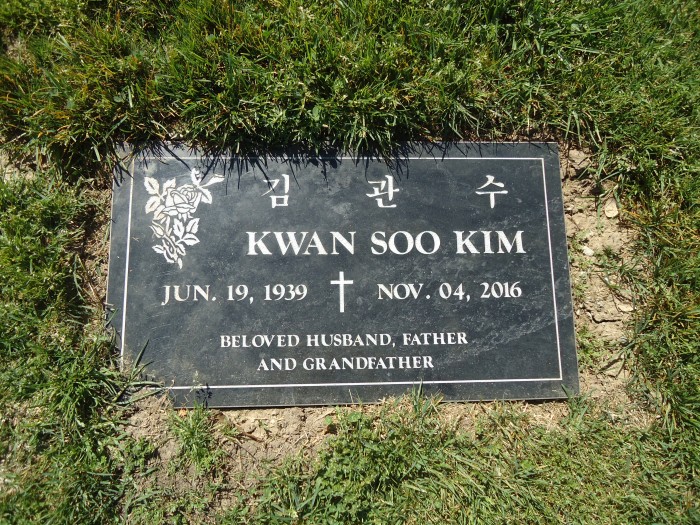 김 관 수
KWAN SOO KIM
JUN. 19, 1939 NOV. 04, 2016
BELOVED HUSBAND, FATHER
AND GRANDFATHER